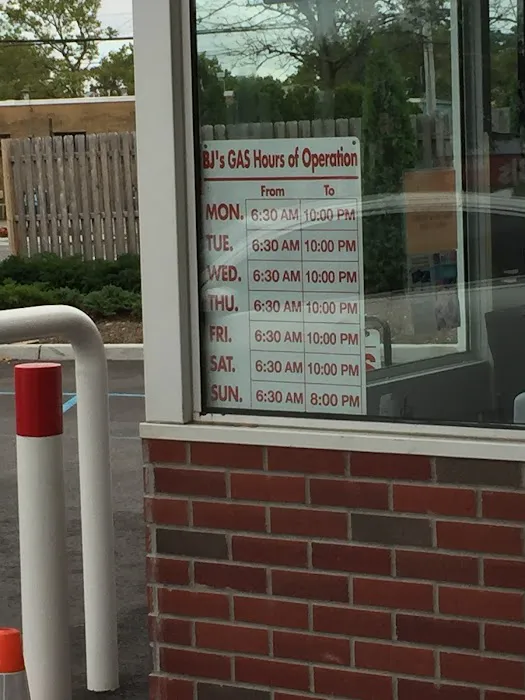 BJ's GAS Hours of Operation
From To
MON. 6:30 AM 10:00 PM
TUE. 6:30 AM 10:00 PM
WED. 6:30 AM 10:00 PM
THU. 6:30 AM 10:00 PM
FRI. 6:30 AM 10:00 PM
SAT. 6:30 AM 10:00 PM
SUN. 6:30 AM 8:00 PM